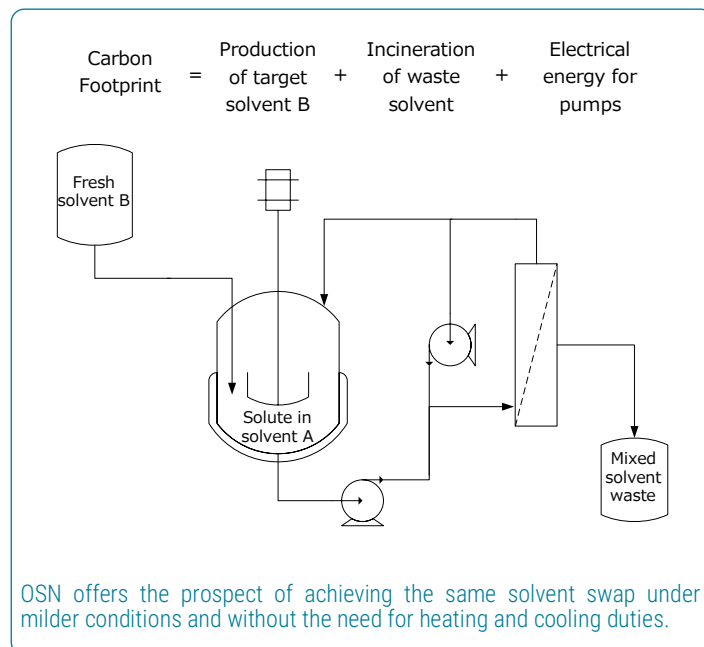 Carbon Footprint = Production of target solvent B + Incineration of waste solvent + Electrical energy for pumps
Fresh
solvent B
Solute in
solvent A
Mixed
solvent
waste
OSN offers the prospect of achieving the same solvent swap under
milder conditions and without the need for heating and cooling duties.